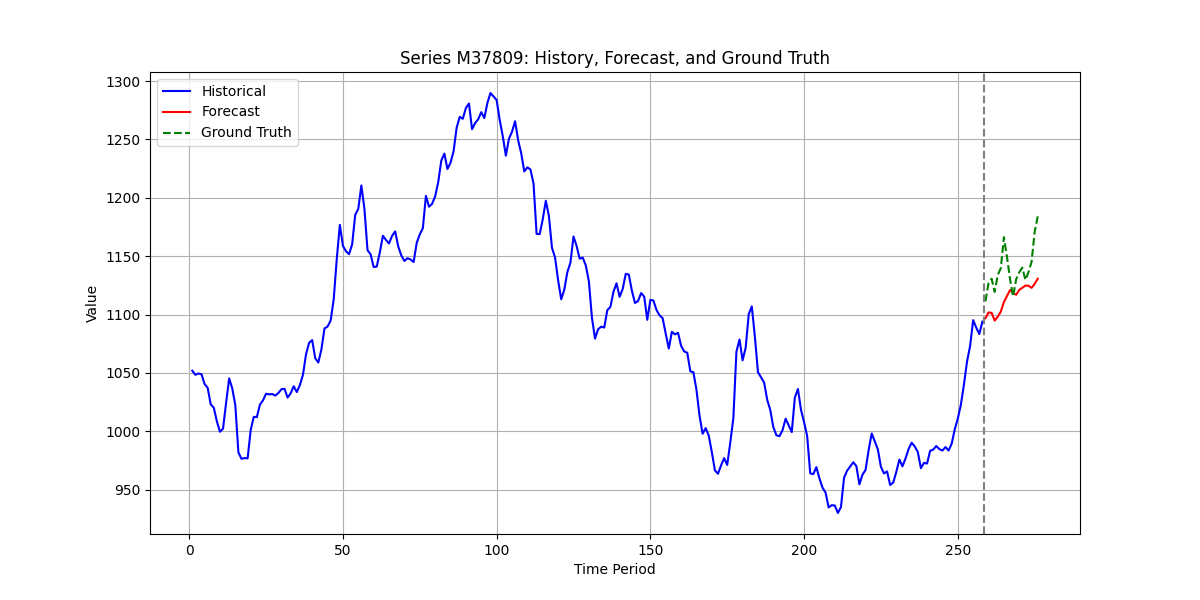 Series M37809: History, Forecast, and Ground Truth
Historical
Forecast
Ground Truth
Value
1300
1250
1200
1150
1100
1050
1000
950
0 50 100 150 200 250
Time Period